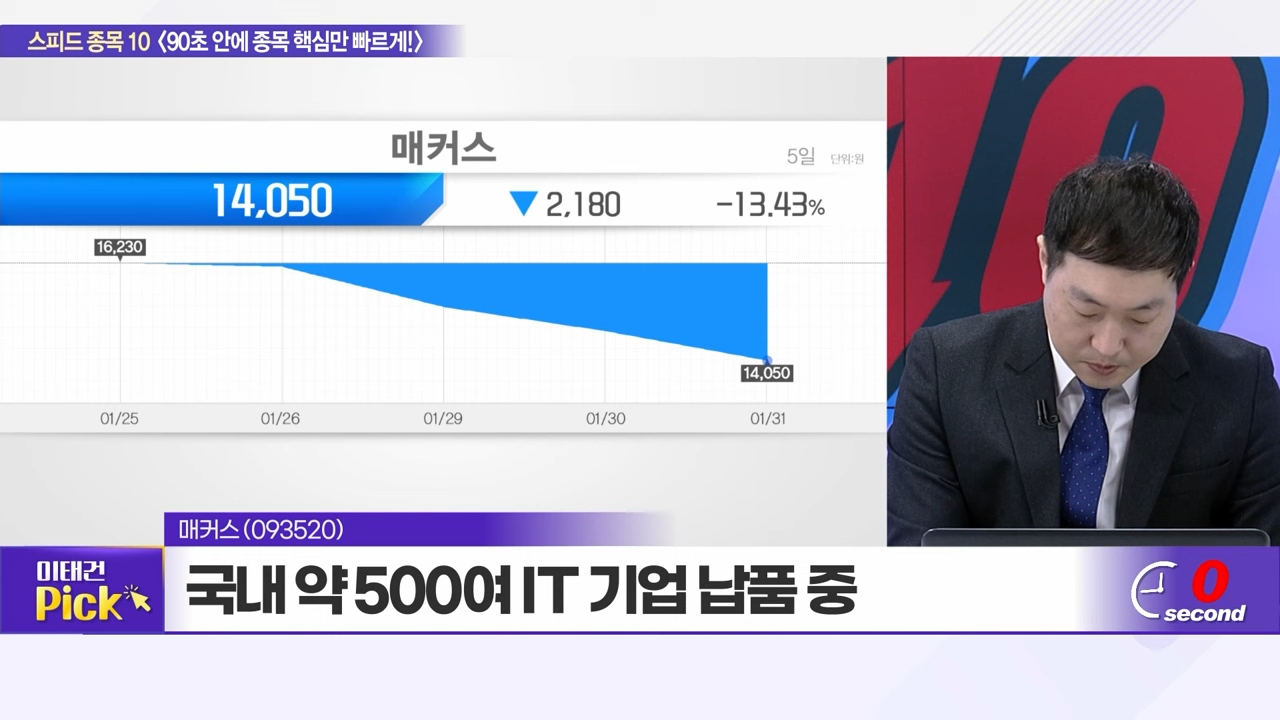 스피드 종목 10 〈90초 안에 종목 핵심만 빠르게!〉
매커스
5일 단위:원
14,050 ▼ 2,180 -13.43%
16,230
14,050
01/25 01/26 01/29 01/30 01/31
매커스(093520)
이태건
Pick
국내 약 500여 IT 기업 납품 중
0
second